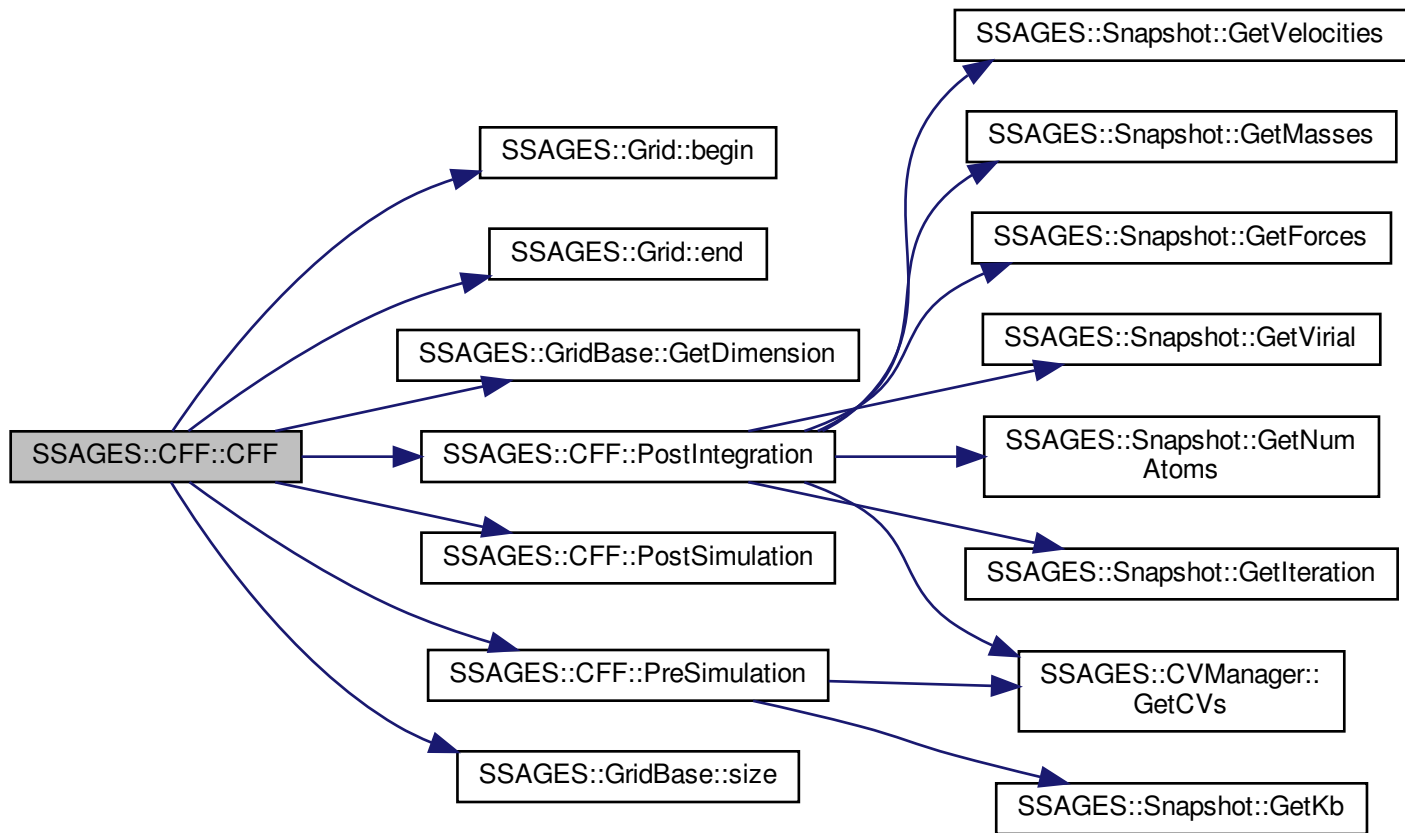 SSAGES::CFF::CFF
SSAGES::Grid::begin
SSAGES::Grid::end
SSAGES::GridBase::GetDimension
SSAGES::CFF::PostIntegration
SSAGES::CFF::PostSimulation
SSAGES::CFF::PreSimulation
SSAGES::GridBase::size
SSAGES::Snapshot::GetVelocities
SSAGES::Snapshot::GetMasses
SSAGES::Snapshot::GetForces
SSAGES::Snapshot::GetVirial
SSAGES::Snapshot::GetNum
Atoms
SSAGES::Snapshot::GetIteration
SSAGES::CVManager::
GetCVs
SSAGES::Snapshot::GetKb